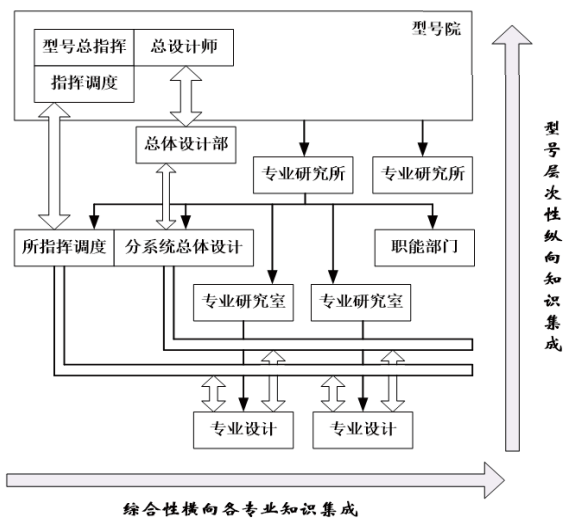 型号院
型号总指挥
总设计师
指挥调度
总体设计部
专业研究所
专业研究所
所指挥调度
分系统总体设计
职能部门
专业研究室
专业研究室
专业设计
专业设计
型号层次性纵向知识集成
综合性横向各专业知识集成